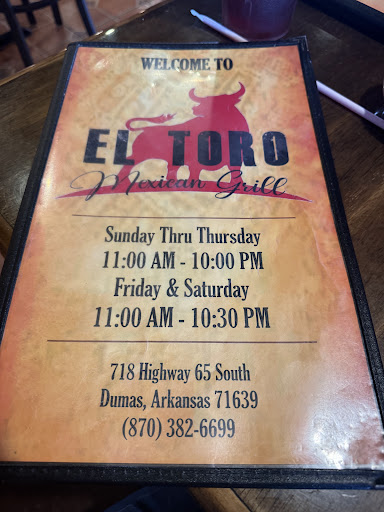 WELCOME TO
EL TORO
Mexican Grill
Sunday Thru Thursday
11:00 AM - 10:00 PM
Friday & Saturday
11:00 AM - 10:30 PM
718 Highway 65 South
Dumas, Arkansas 71639
(870) 382-6699